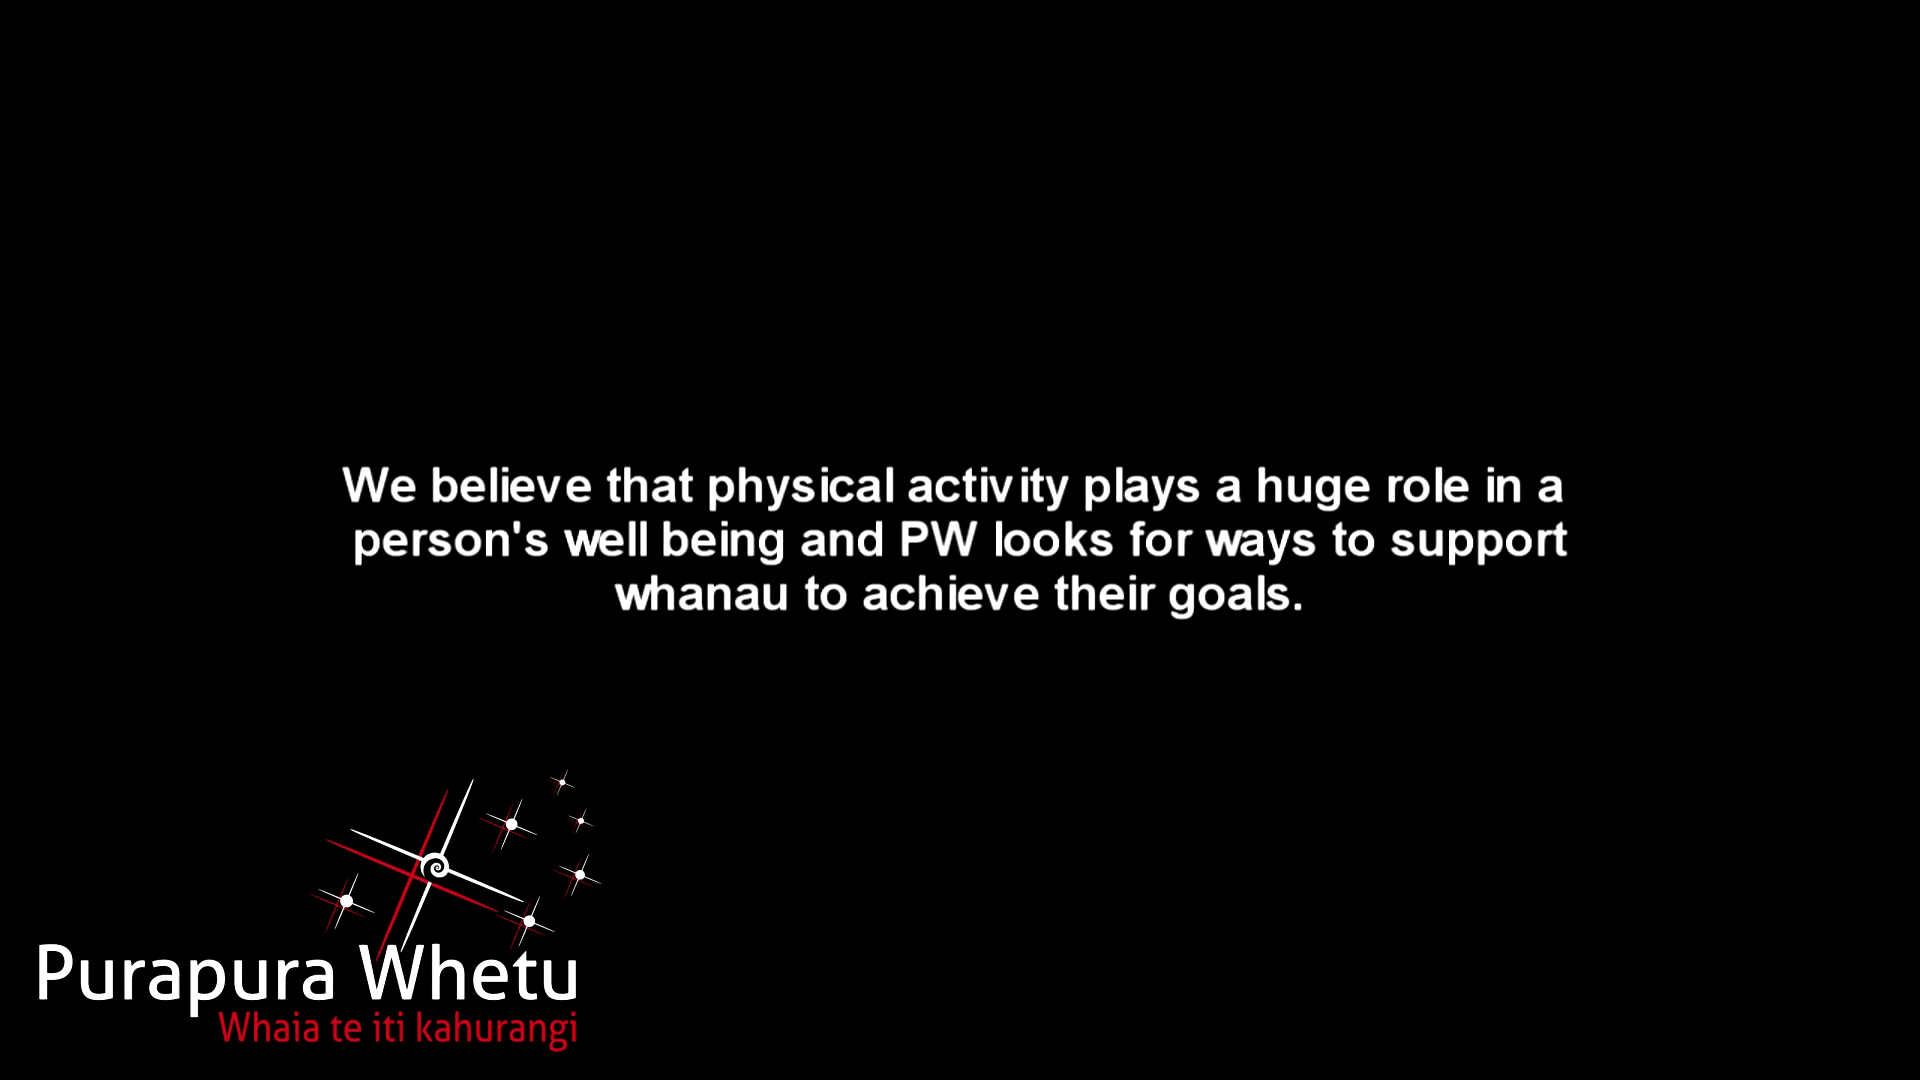 We believe that physical activity plays a huge role in a
person's well being and PW looks for ways to support
whanau to achieve their goals.
Purapura Whetu
Whaia te iti kahurangi